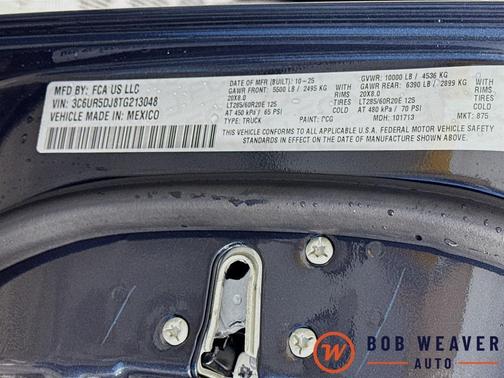 MFD BY: FCA US LLC
VIN: 3C6UR5DJ8TG213048
VEHICLE MADE IN: MEXICO
DATE OF MFR (BUILT) 10-25
GAWR FRONT: 5500 LB / 2495 KG WITH
20X8.0 RIMS
LT285/60R20E 125 TIRES
AT 450 kPa / 65 PSI
TYPE: TRUCK PAINT: PCG
GVWR: 10000 LB / 4536 KG
GAWR REAR: 6390 LB / 2899 KG WITH
20X8.0 RIMS
LT285/60R20E 125 TIRES
AT 480 kPa / 70 PSI
MDH: 101713 MKT: 875
THIS VEHICLE CONFORMS TO ALL APPLICABLE U.S.A. FEDERAL MOTOR VEHICLE SAFETY
STANDARDS IN EFFECT ON THE DATE OF MANUFACTURE SHOWN ABOVE
BOB WEAVER
AUTO